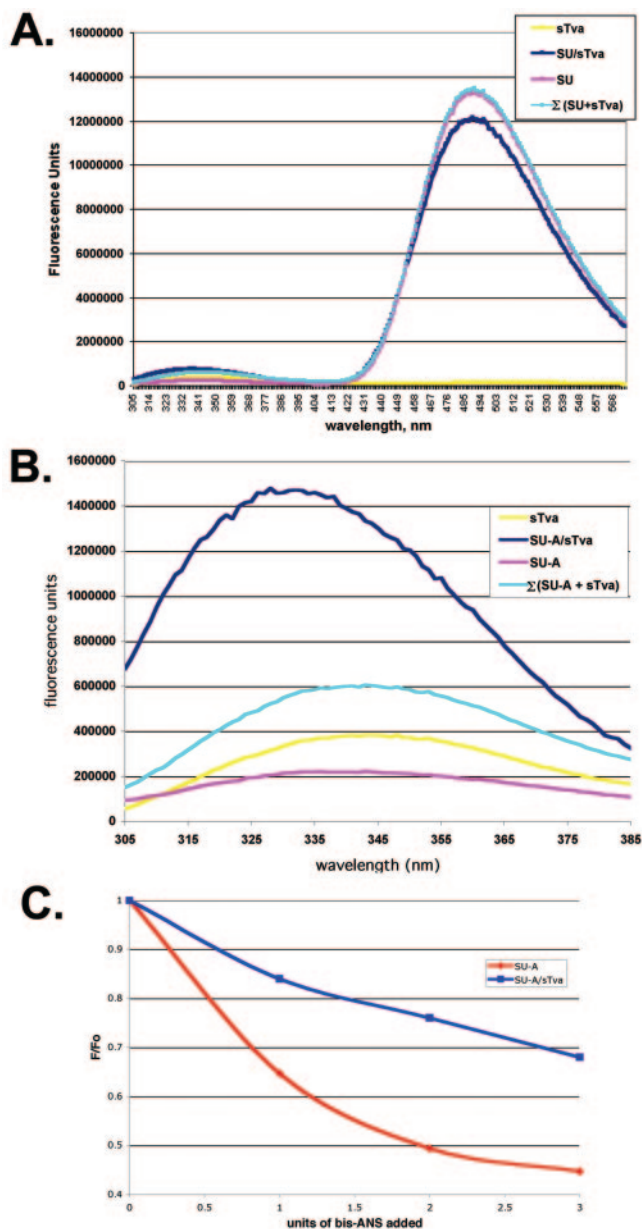 A.
sTva
SU/sTva
SU
Σ(SU+sTva)
Fluorescence Units
16000000
14000000
12000000
10000000
8000000
6000000
4000000
2000000
0
305 314 323 332 341 350 359 368 377 386 395 404 413 422 431 440 449 458 467 476 485 494 503 512 521 530 539 548 557 566
wavelength, nm
B.
sTva
SU-A/sTva
SU-A
Σ(SU-A + sTva)
fluorescence units
1600000
1400000
1200000
1000000
800000
600000
400000
200000
0
305 315 325 335 345 355 365 375 385
wavelength (nm)
C.
SU-A
SU-A/sTva
F/Fo
1
0.9
0.8
0.7
0.6
0.5
0.4
0 0.5 1 1.5 2 2.5 3
units of bis-ANS added